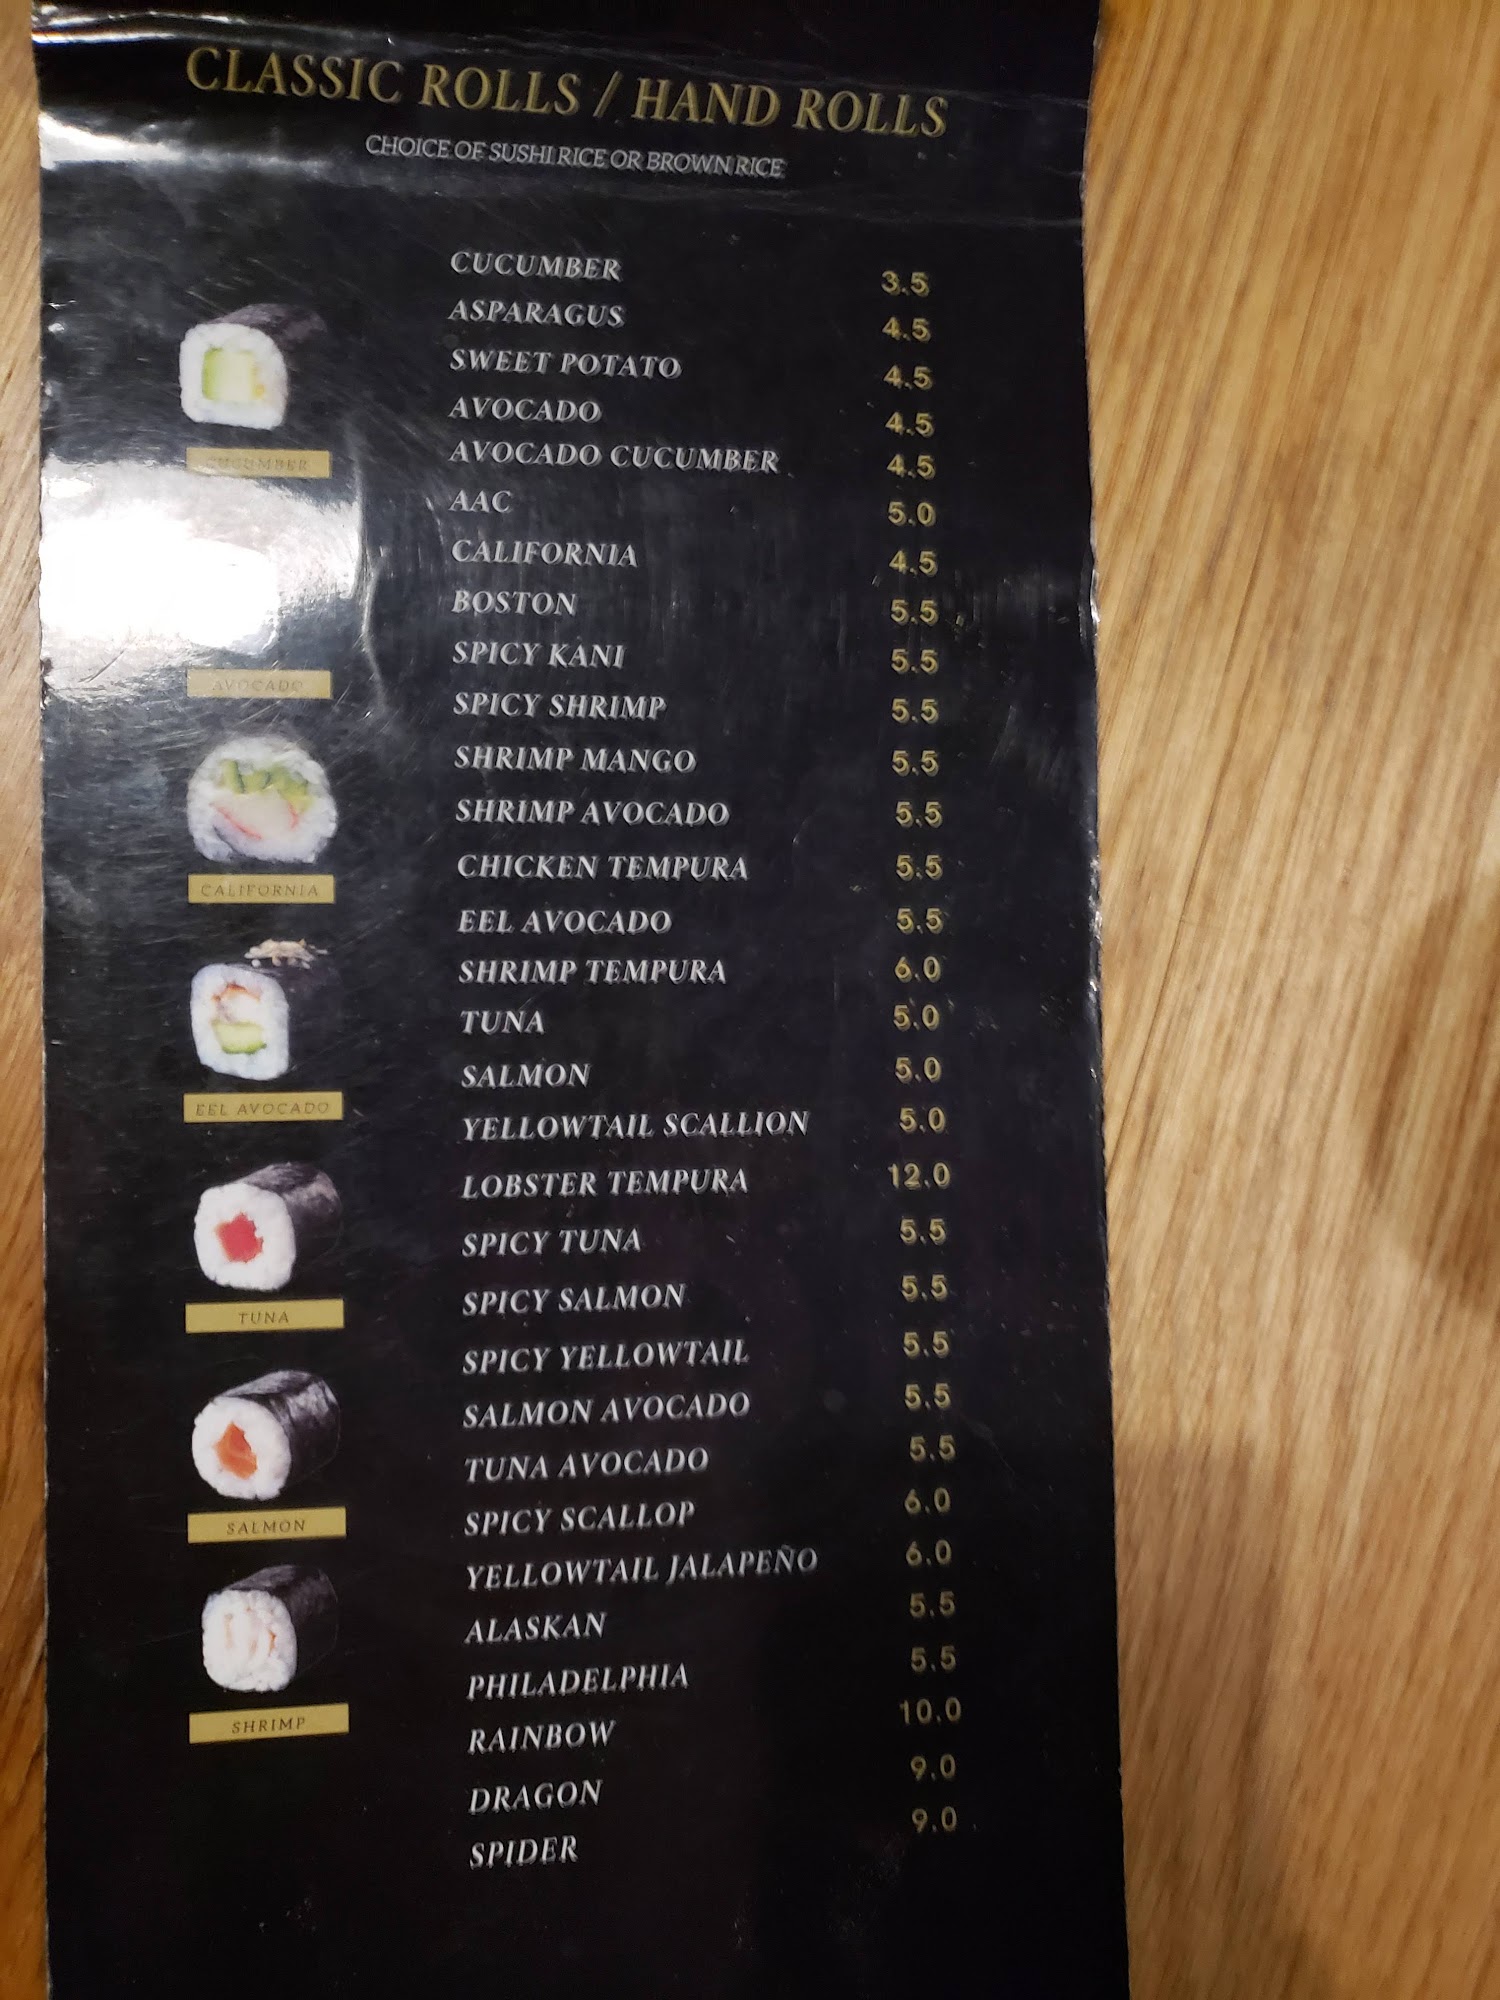 CLASSIC ROLLS / HAND ROLLS
CHOICE OF SUSHI RICE OR BROWN RICE
CUCUMBER 3.5
ASPARAGUS 4.5
SWEET POTATO 4.5
AVOCADO 4.5
AVOCADO CUCUMBER 4.5
AAC 5.0
CALIFORNIA 4.5
BOSTON 5.5
SPICY KANI 5.5
SPICY SHRIMP 5.5
SHRIMP MANGO 5.5
SHRIMP AVOCADO 5.5
CHICKEN TEMPURA 5.5
EEL AVOCADO 5.5
SHRIMP TEMPURA 6.0
TUNA 5.0
SALMON 5.0
YELLOWTAIL SCALLION 5.0
LOBSTER TEMPURA 12.0
SPICY TUNA 5.5
SPICY SALMON 5.5
SPICY YELLOWTAIL 5.5
SALMON AVOCADO 5.5
TUNA AVOCADO 5.5
SPICY SCALLOP 6.0
YELLOWTAIL JALAPEÑO 6.0
ALASKAN 5.5
PHILADELPHIA 5.5
RAINBOW 10.0
DRAGON 9.0
SPIDER 9.0
CUCUMBER
AVOCADO
CALIFORNIA
EEL AVOCADO
TUNA
SALMON
SHRIMP